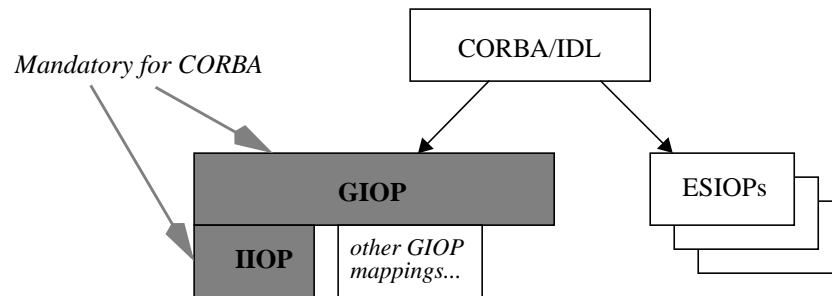 CORBA/IDL
Mandatory for CORBA
GIOP
ESIOPs
IIOP
other GIOP
mappings...